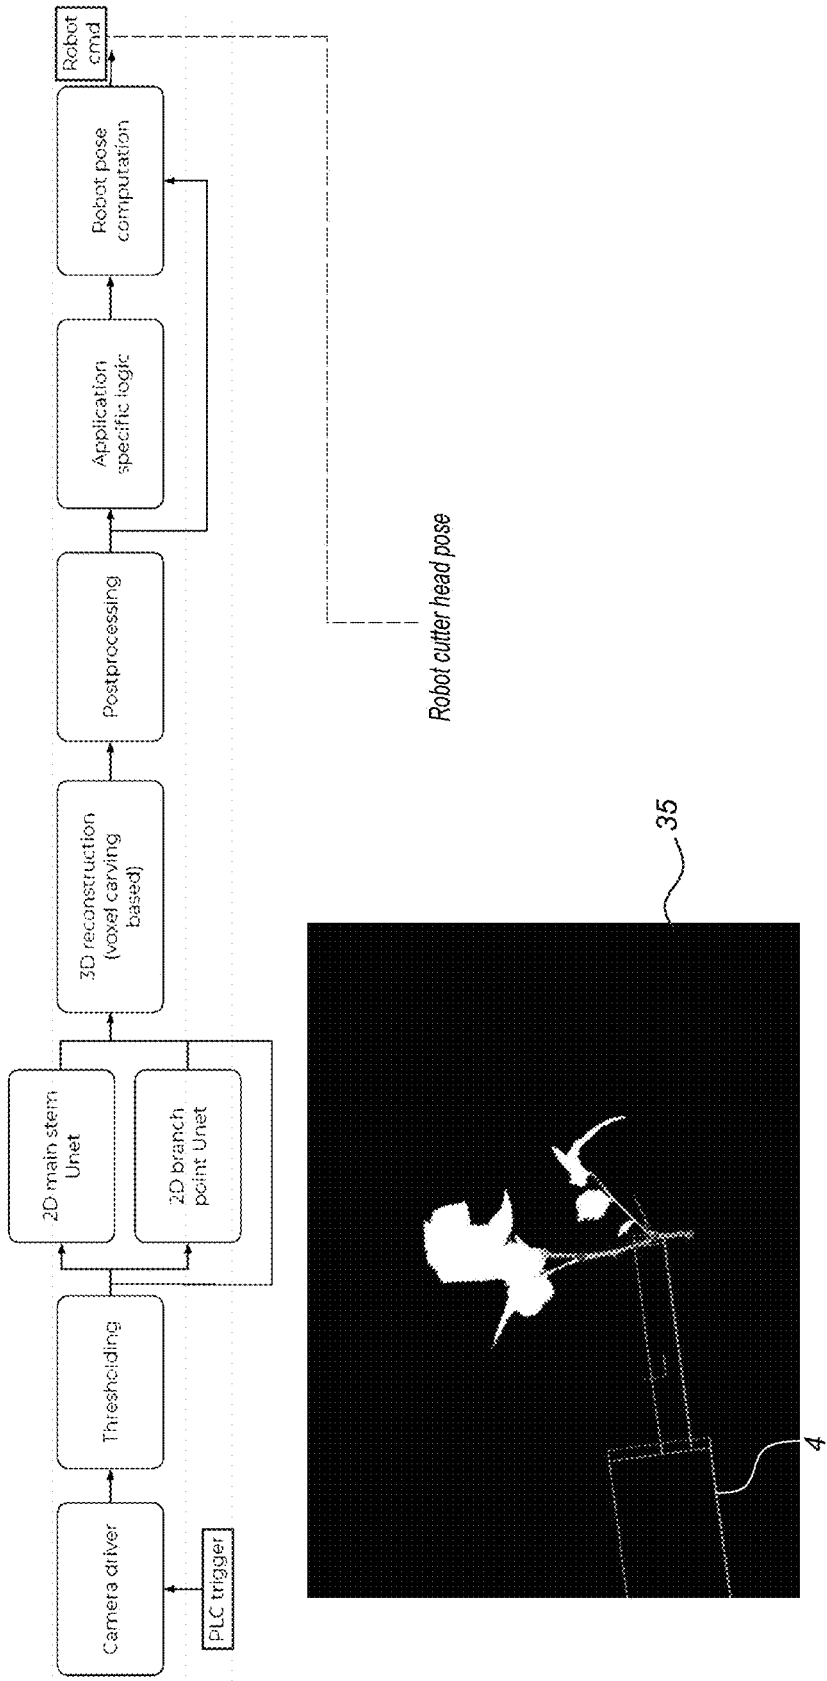 Camera driver
PLC trigger
Thresholding
2D main stem
Unet
2D branch
point Unet
3D reconstruction
(voxel carving
based)
Postprocessing
Application
specific logic
Robot pose
computation
Robot
cmd
Robot cutter head pose
35
4